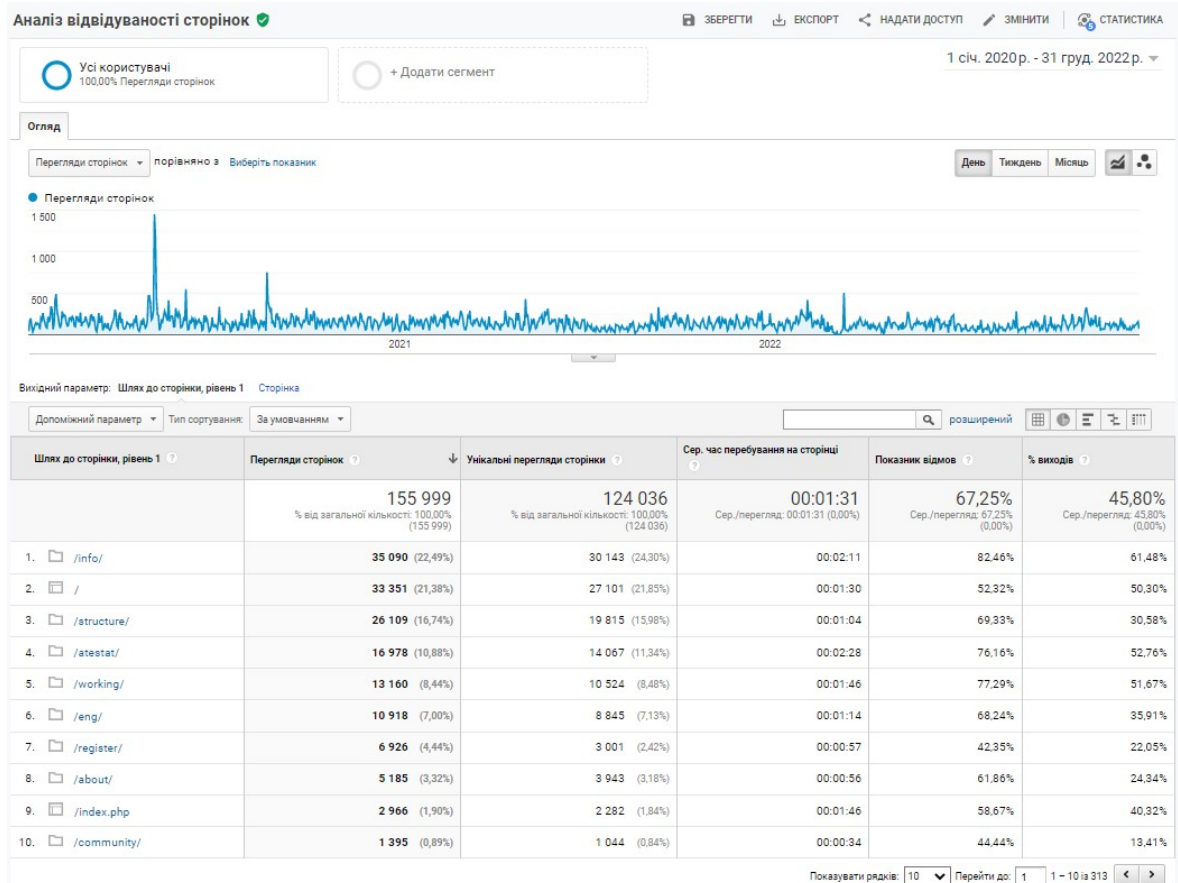 Аналіз відвідуваності сторінок
ЗБЕРЕГТИ ЕКСПОРТ НАДАТИ ДОСТУП ЗМІНИТИ СТАТИСТИКА
Усі користувачі
100,00% Перегляди сторінок
+ Додати сегмент
1 січ. 2020 р. - 31 груд. 2022 р.
Огляд
Перегляди сторінок порівняно з Виберіть показник
День Тиждень Місяць
Перегляди сторінок
1 500
1 000
500
2021 2022
Вихідний параметр: Шлях до сторінки, рівень 1 Сторінка
Допоміжний параметр Тип сортування: За умовчанням розширений
Шлях до сторінки, рівень 1 ? Перегляди сторінок ? Унікальні перегляди сторінки ? Сер. час перебування на сторінці ? Показник відмов ? % виходів ?
155 999 124 036 00:01:31 67,25% 45,80%
% від загальної кількості: 100,00% (155 999) % від загальної кількості: 100,00% (124 036) Сер./перегляд: 00:01:31 (0,00%) Сер./перегляд: 67,25% (0,00%) Сер./перегляд: 45,80% (0,00%)
1. /info/ 35 090 (22,49%) 30 143 (24,30%) 00:02:11 82,46% 61,48%
2. / 33 351 (21,38%) 27 101 (21,85%) 00:01:30 52,32% 50,30%
3. /structure/ 26 109 (16,74%) 19 815 (15,98%) 00:01:04 69,33% 30,58%
4. /atestat/ 16 978 (10,88%) 14 067 (11,34%) 00:02:28 76,16% 52,76%
5. /working/ 13 160 (8,44%) 10 524 (8,48%) 00:01:46 77,29% 51,67%
6. /eng/ 10 918 (7,00%) 8 845 (7,13%) 00:01:14 68,24% 35,91%
7. /register/ 6 926 (4,44%) 3 001 (2,42%) 00:00:57 42,35% 22,05%
8. /about/ 5 185 (3,32%) 3 943 (3,18%) 00:00:56 61,86% 24,34%
9. /index.php 2 966 (1,90%) 2 282 (1,84%) 00:01:46 58,67% 40,32%
10. /community/ 1 395 (0,89%) 1 044 (0,84%) 00:00:34 44,44% 13,41%
Показувати рядків: 10 Перейти до: 1 1 – 10 із 313